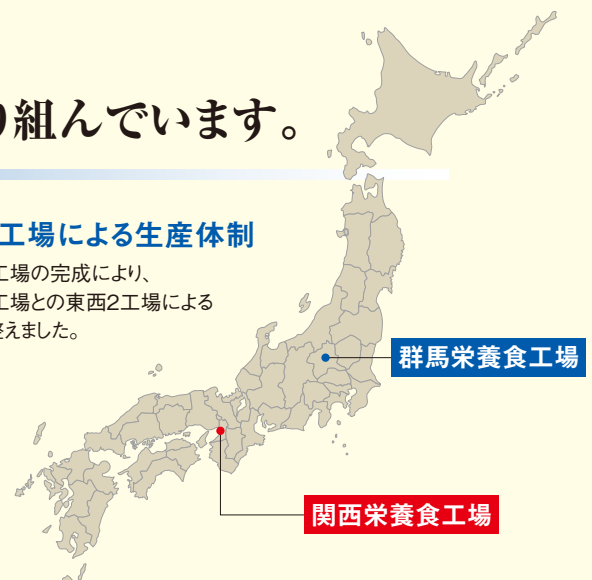 り組んでいます。
工場による生産体制
工場の完成により、
工場との東西2工場による
終えました。
群馬栄養食工場
関西栄養食工場